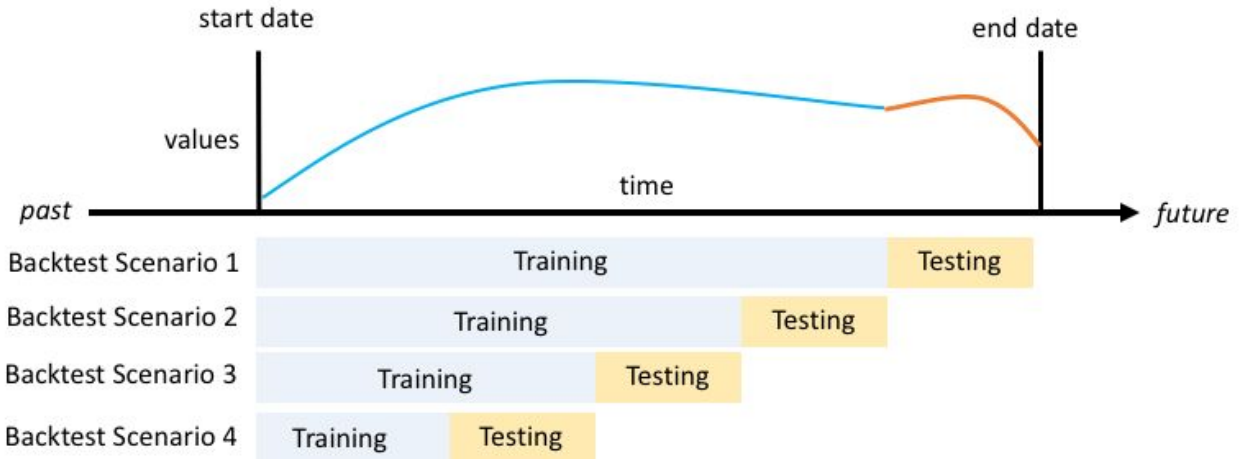 start date
end date
values
time
past
future
Backtest Scenario 1 Training Testing
Backtest Scenario 2 Training Testing
Backtest Scenario 3 Training Testing
Backtest Scenario 4 Training Testing